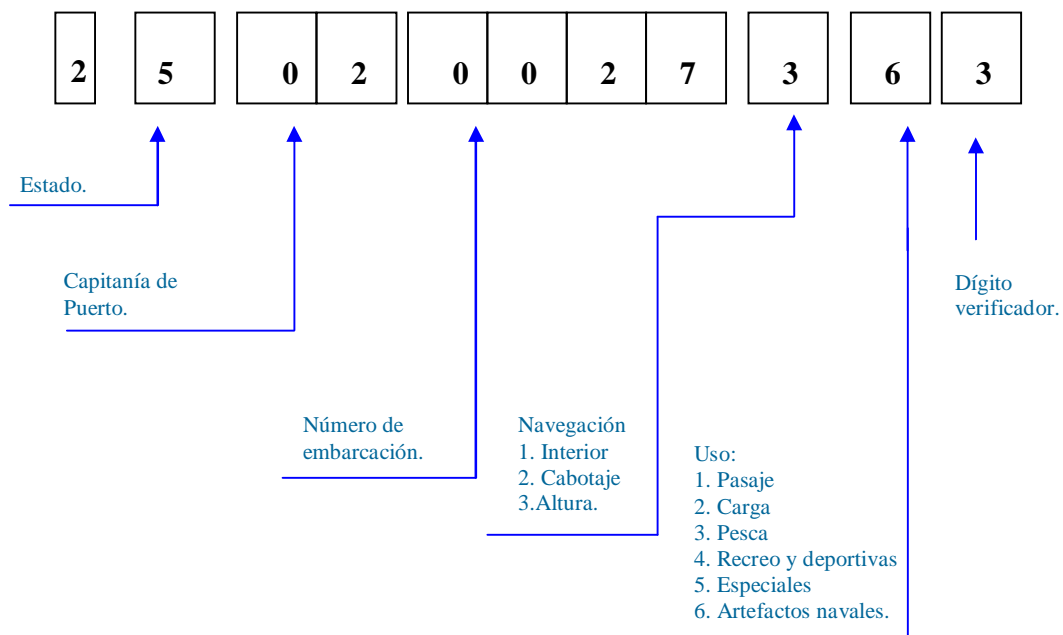 2 5 0 2 0 0 2 7 3 6 3
Estado.
Capitanía de
Puerto.
Dígito
verificador.
Número de
embarcación.
Navegación
1. Interior
2. Cabotaje
3.Altura.
Uso:
1. Pasaje
2. Carga
3. Pesca
4. Recreo y deportivas
5. Especiales
6. Artefactos navales.